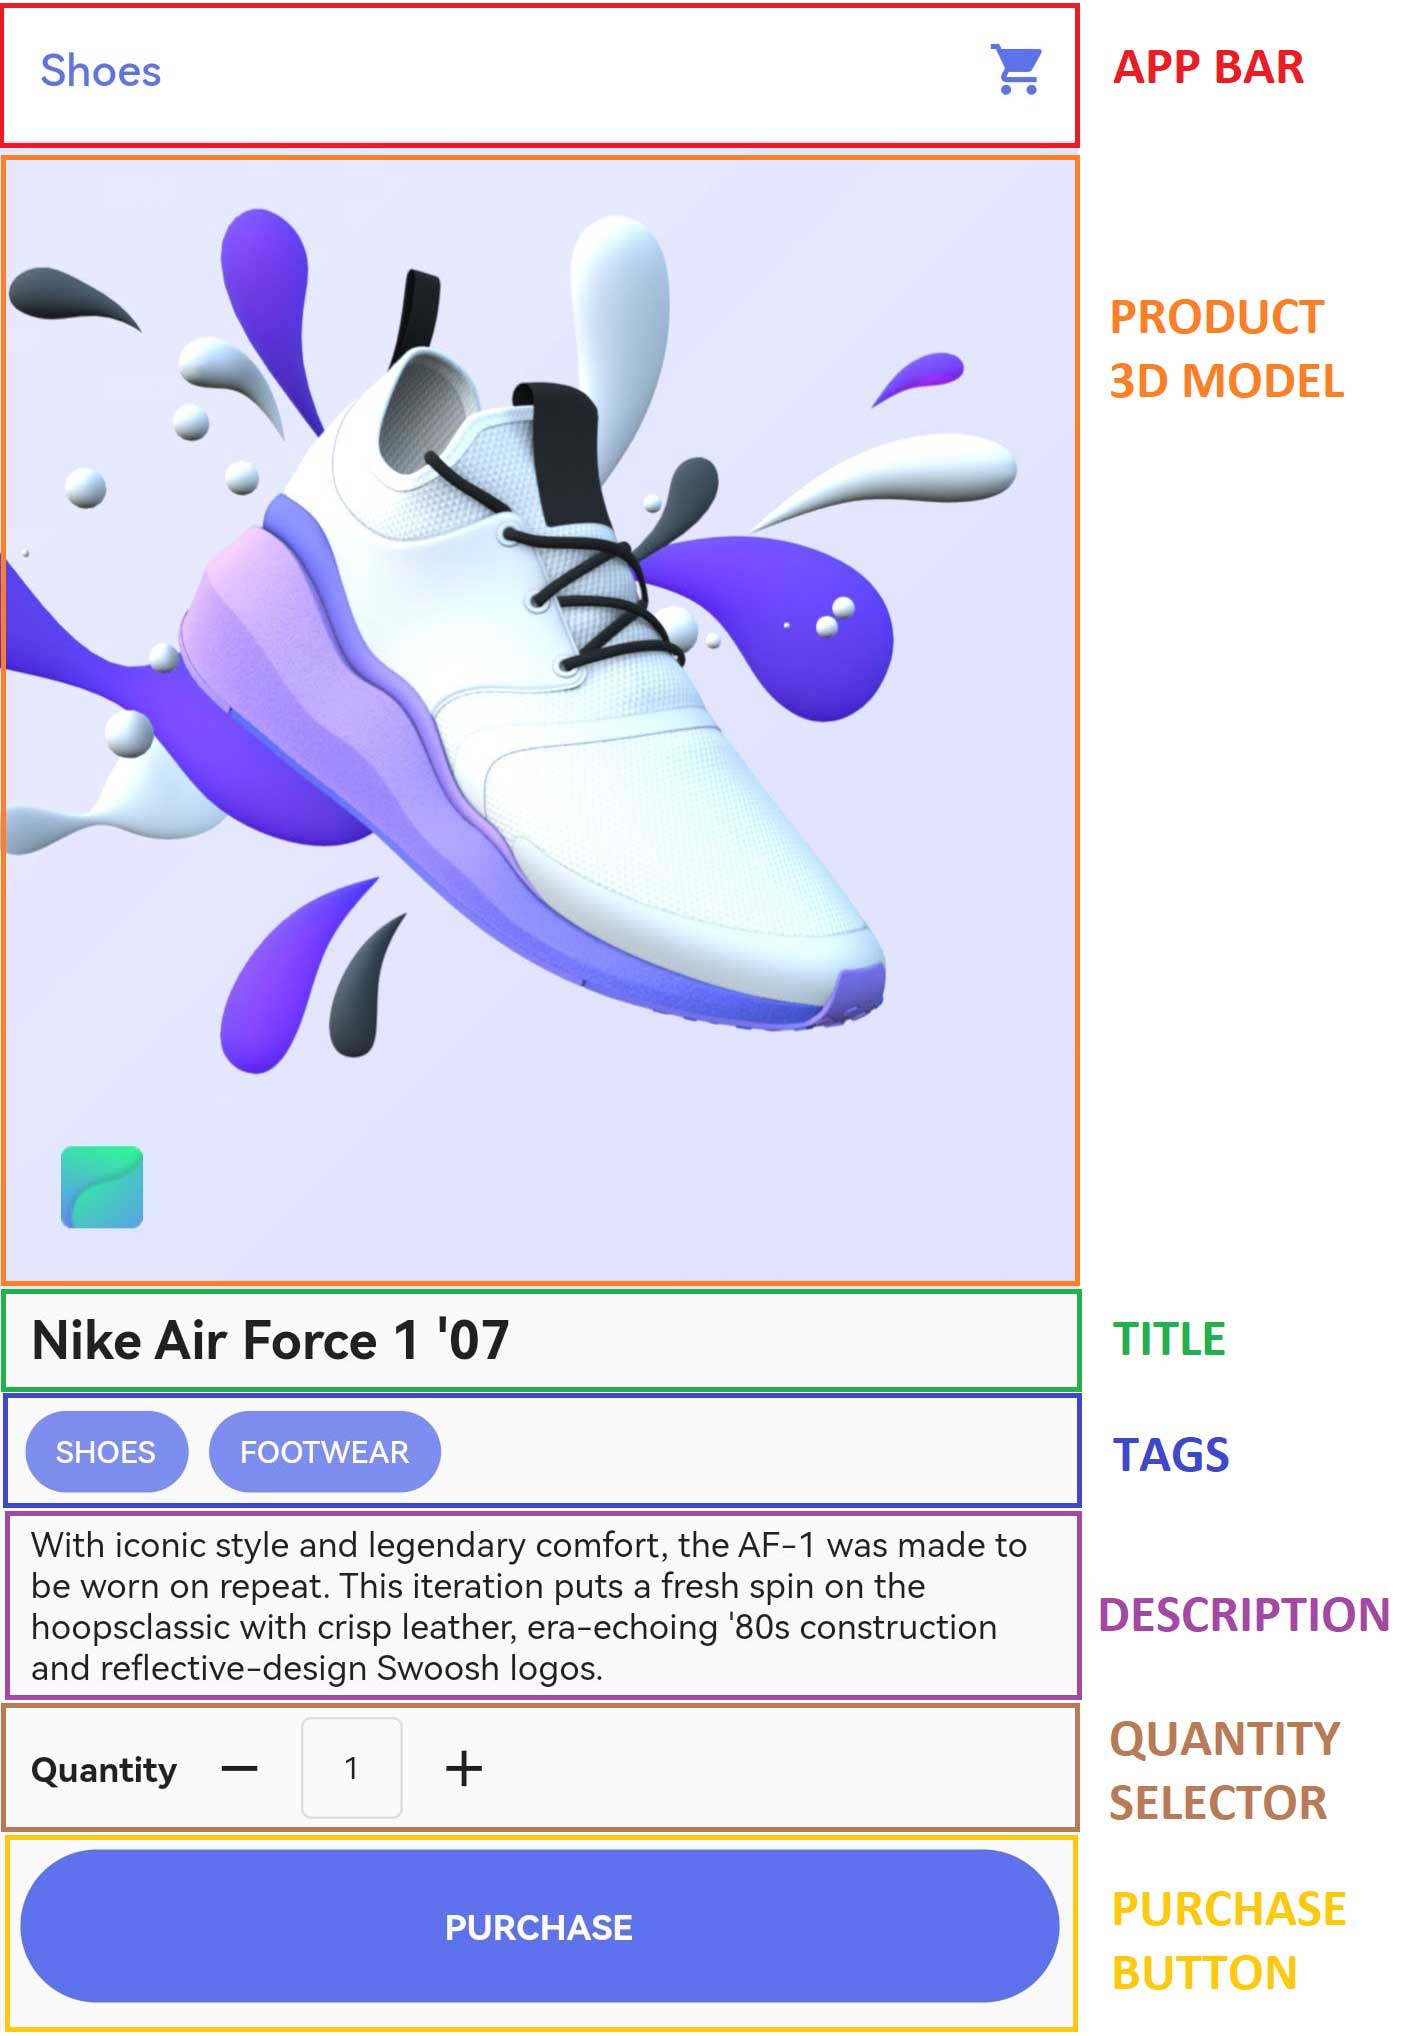 Shoes
APP BAR
PRODUCT
3D MODEL
Nike Air Force 1 '07
TITLE
SHOES
FOOTWEAR
TAGS
With iconic style and legendary comfort, the AF-1 was made to
be worn on repeat. This iteration puts a fresh spin on the
hoopsclassic with crisp leather, era-echoing '80s construction
and reflective-design Swoosh logos.
DESCRIPTION
Quantity
1
QUANTITY
SELECTOR
PURCHASE
PURCHASE
BUTTON